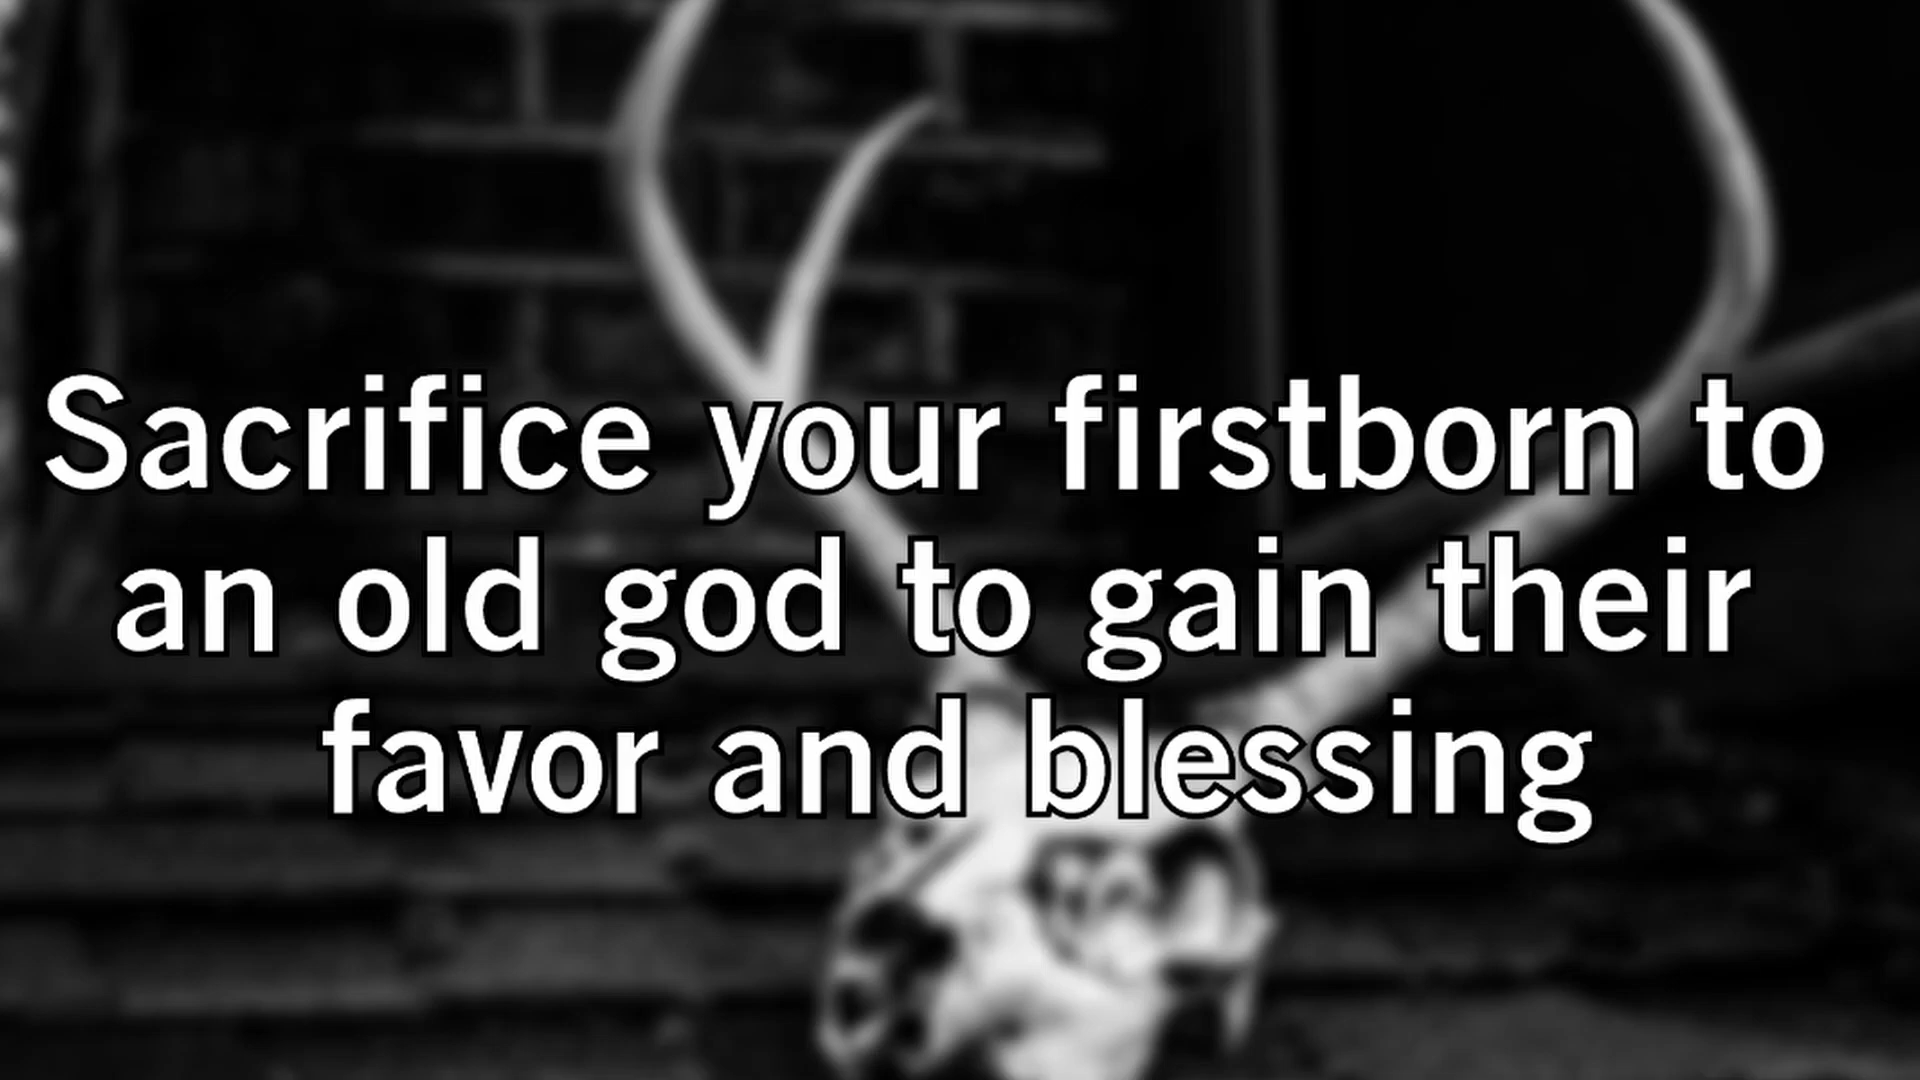 Sacrifice your firstborn to
an old god to gain their
favor and blessing